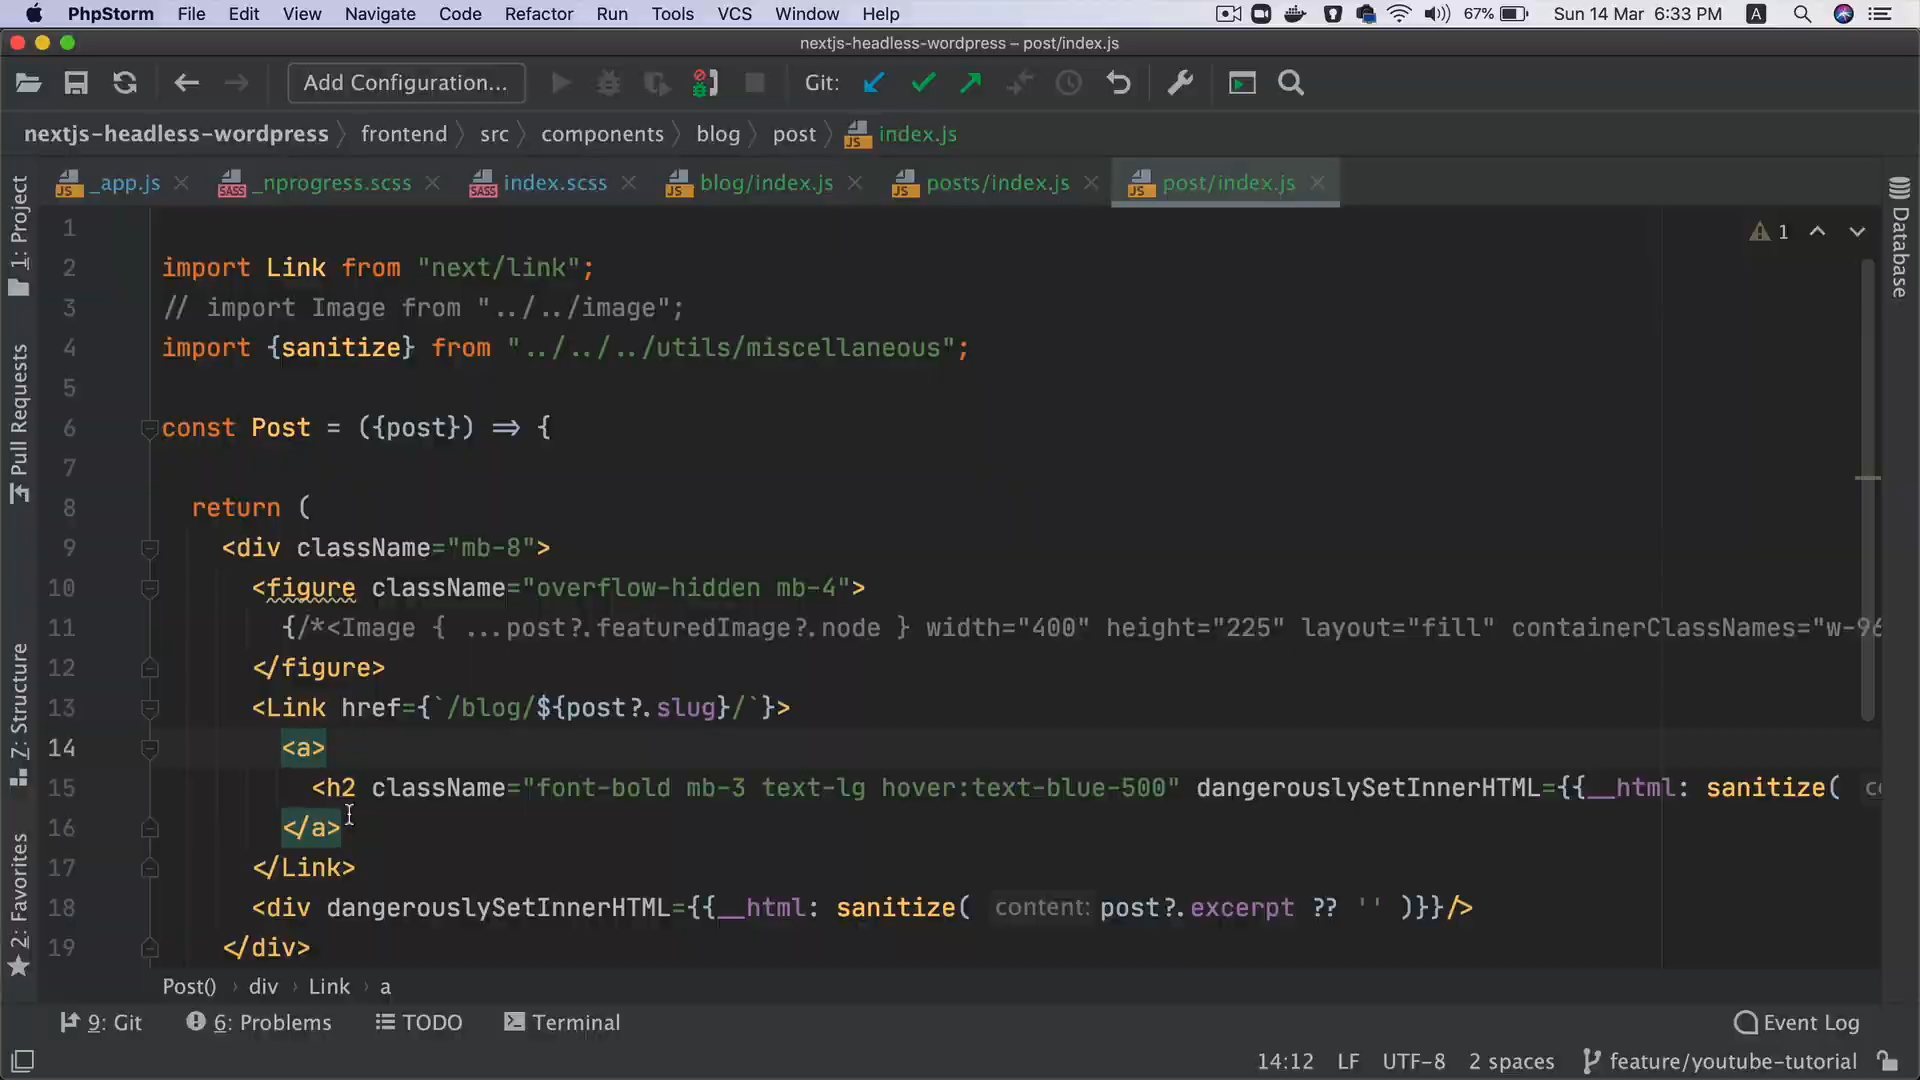 PhpStorm File Edit View Navigate Code Refactor Run Tools VCS Window Help 67% Sun 14 Mar 6:33 PM A
nextjs-headless-wordpress – post/index.js
Add Configuration... Git:
nextjs-headless-wordpress frontend src components blog post index.js
_app.js _nprogress.scss index.scss blog/index.js posts/index.js post/index.js
1: Project
Pull Requests
7: Structure
2: Favorites
Database
1
1
2 import Link from "next/link";
3 // import Image from "../../image";
4 import {sanitize} from "../../../utils/miscellaneous";
5
6 const Post = ({post}) => {
7
8 return (
9 <div className="mb-8">
10 <figure className="overflow-hidden mb-4">
11 {/*<Image { ...post?.featuredImage?.node } width="400" height="225" layout="fill" containerClassNames="w-96
12 </figure>
13 <Link href={`/blog/${post?.slug}/`}>
14 <a>
15 <h2 className="font-bold mb-3 text-lg hover:text-blue-500" dangerouslySetInnerHTML={{__html: sanitize(
16 </a>
17 </Link>
18 <div dangerouslySetInnerHTML={{__html: sanitize( content: post?.excerpt ?? '' )}}/>
19 </div>
Post() div Link a
9: Git 6: Problems TODO Terminal Event Log
14:12 LF UTF-8 2 spaces feature/youtube-tutorial